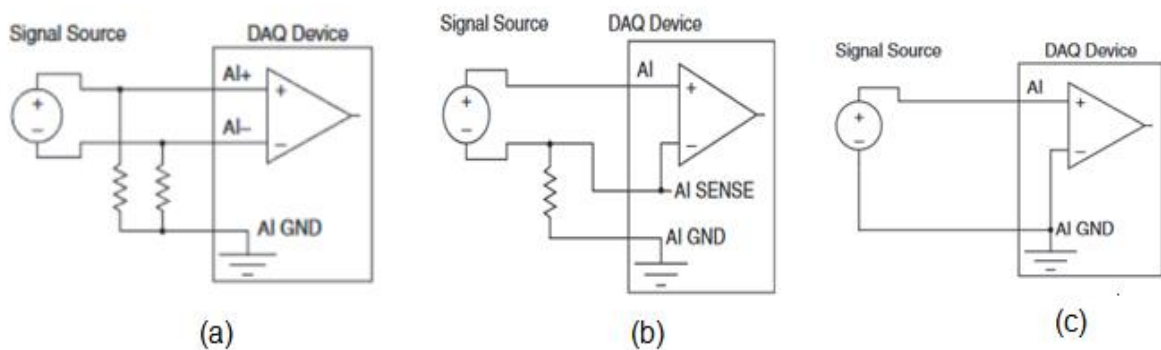 Signal Source
DAQ Device
AI+
+
+
−
AI−
−
AI GND
(a)
Signal Source
DAQ Device
AI
+
+
−
−
AI SENSE
AI GND
(b)
Signal Source
DAQ Device
AI
+
+
−
−
AI GND
(c)